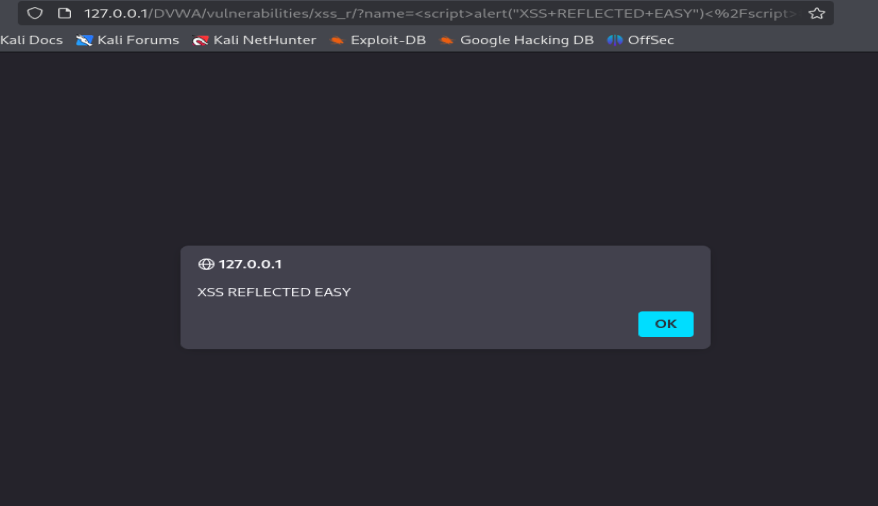 127.0.0.1/DVWA/vulnerabilities/xss_r/?name=<script>alert("XSS+REFLECTED+EASY")<%2Fscript>
Kali Docs Kali Forums Kali NetHunter Exploit-DB Google Hacking DB OffSec
127.0.0.1
XSS REFLECTED EASY
OK